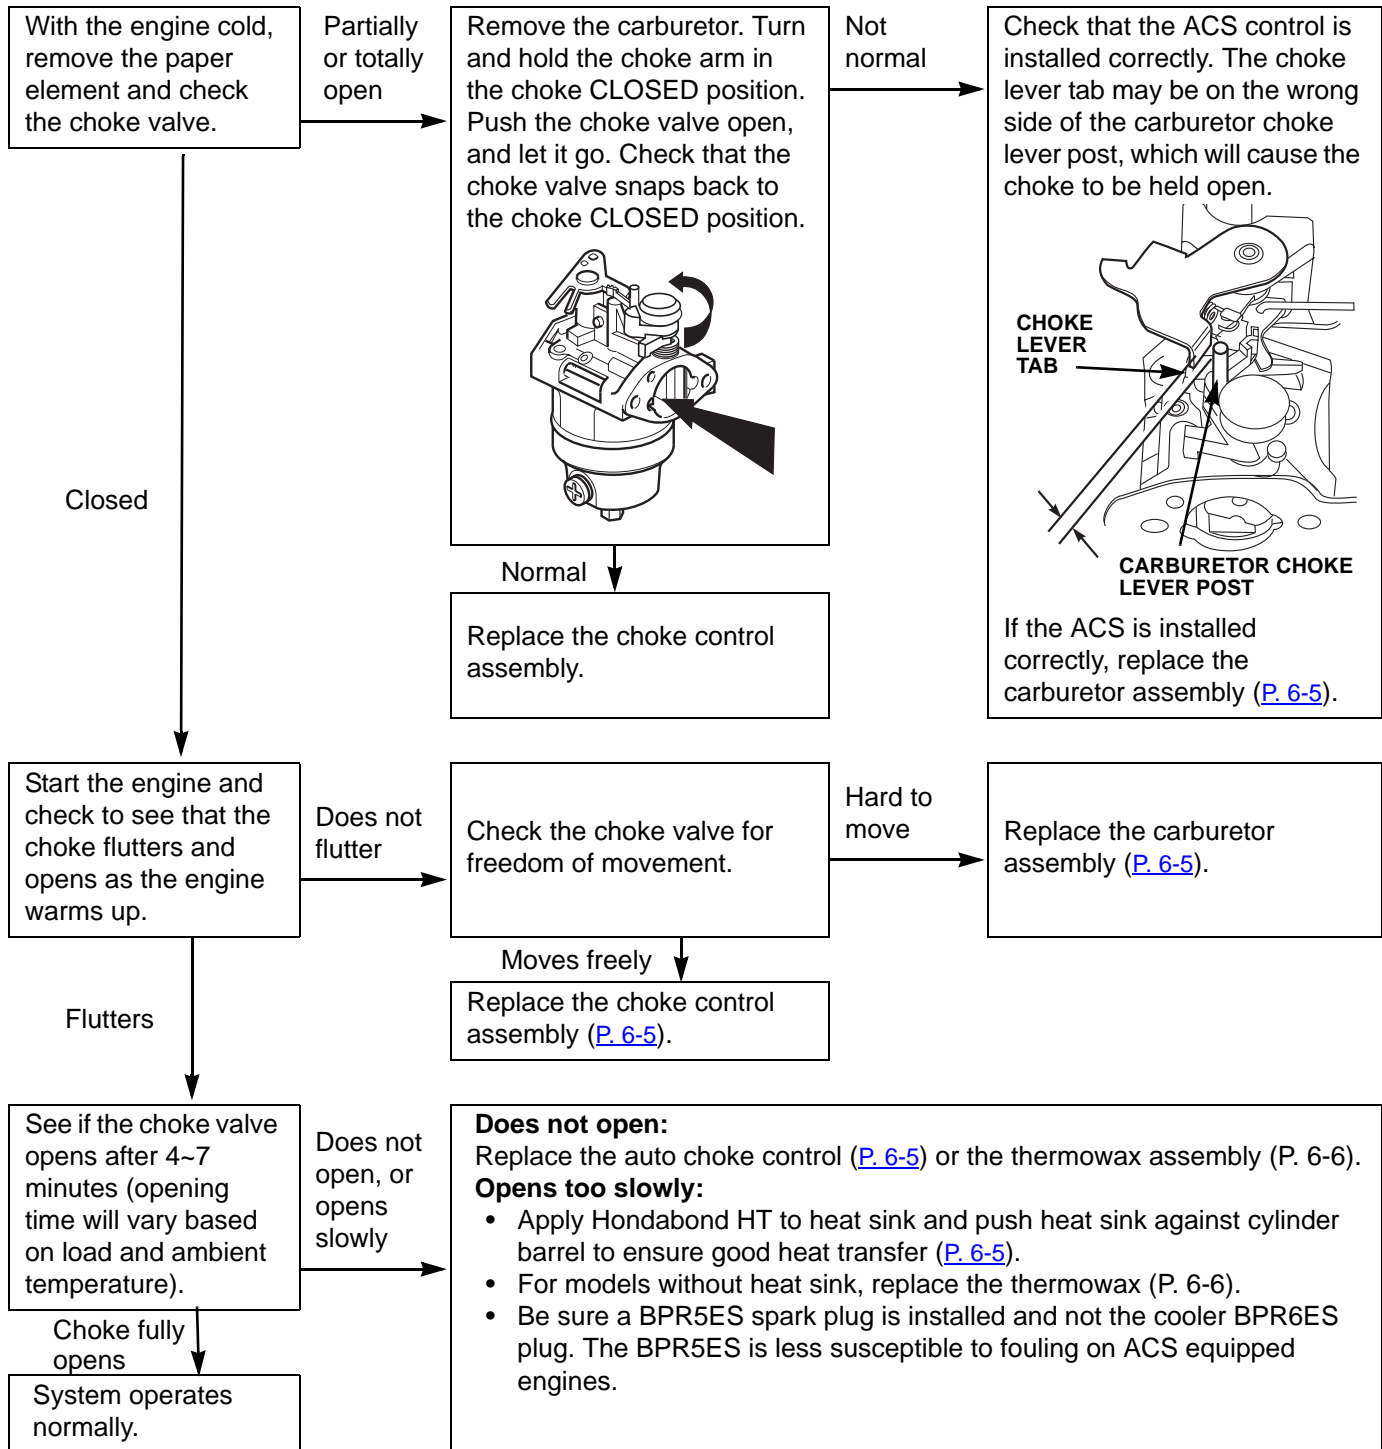 With the engine cold,
remove the paper
element and check
the choke valve.
Partially
or totally
open
Remove the carburetor. Turn
and hold the choke arm in
the choke CLOSED position.
Push the choke valve open,
and let it go. Check that the
choke valve snaps back to
the choke CLOSED position.
Not
normal
Check that the ACS control is
installed correctly. The choke
lever tab may be on the wrong
side of the carburetor choke
lever post, which will cause the
choke to be held open.
CHOKE
LEVER
TAB
CARBURETOR CHOKE
LEVER POST
If the ACS is installed
correctly, replace the
carburetor assembly (P. 6-5).
Normal
Replace the choke control
assembly.
Closed
Start the engine and
check to see that the
choke flutters and
opens as the engine
warms up.
Does not
flutter
Check the choke valve for
freedom of movement.
Hard to
move
Replace the carburetor
assembly (P. 6-5).
Moves freely
Replace the choke control
assembly (P. 6-5).
Flutters
See if the choke valve
opens after 4~7
minutes (opening
time will vary based
on load and ambient
temperature).
Does not
open, or
opens
slowly
Does not open:
Replace the auto choke control (P. 6-5) or the thermowax assembly (P. 6-6).
Opens too slowly:
• Apply Hondabond HT to heat sink and push heat sink against cylinder
barrel to ensure good heat transfer (P. 6-5).
• For models without heat sink, replace the thermowax (P. 6-6).
• Be sure a BPR5ES spark plug is installed and not the cooler BPR6ES
plug. The BPR5ES is less susceptible to fouling on ACS equipped
engines.
Choke fully
opens
System operates
normally.